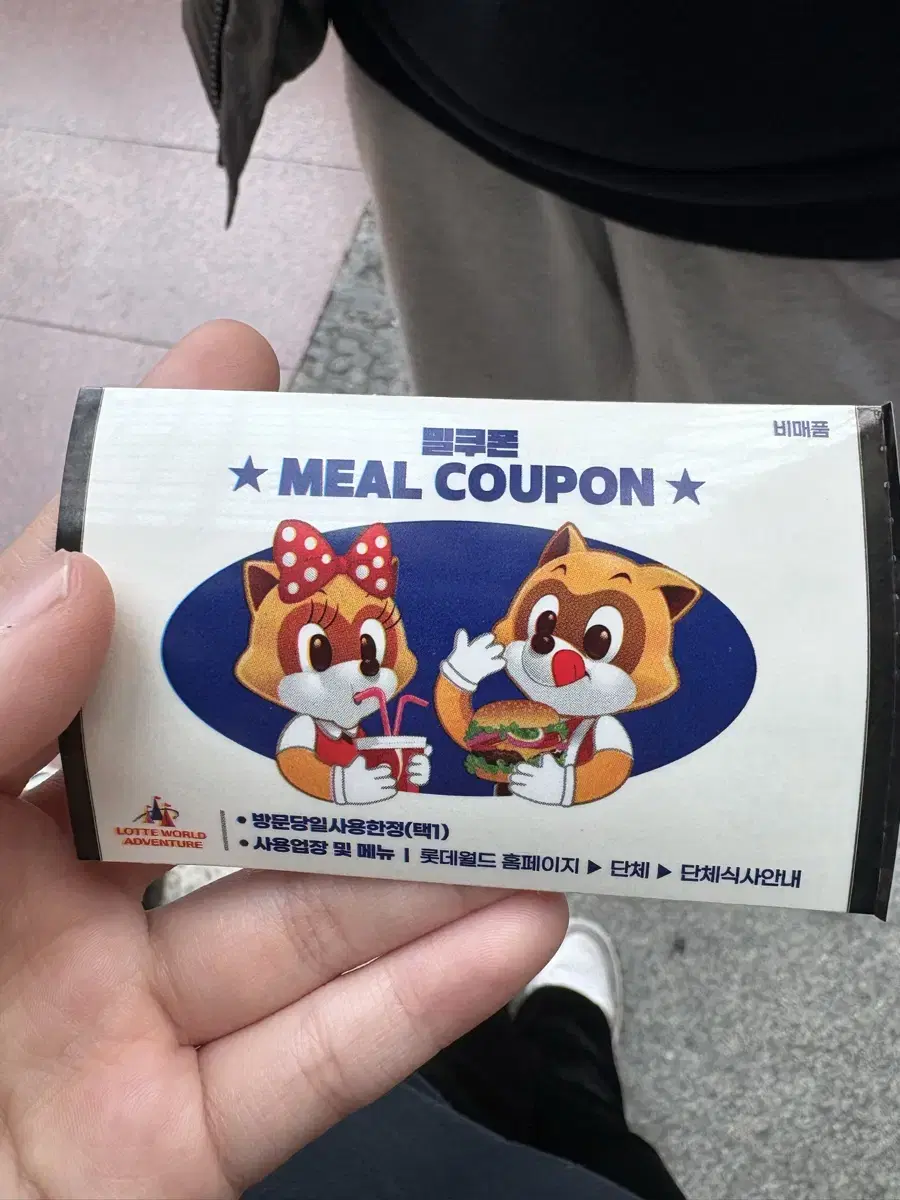 비매품
밀쿠폰
★ MEAL COUPON ★
LOTTE WORLD
ADVENTURE
• 방문당일사용한정(택1)
• 사용업장 및 메뉴 | 롯데월드 홈페이지 ▶ 단체 ▶ 단체식사안내